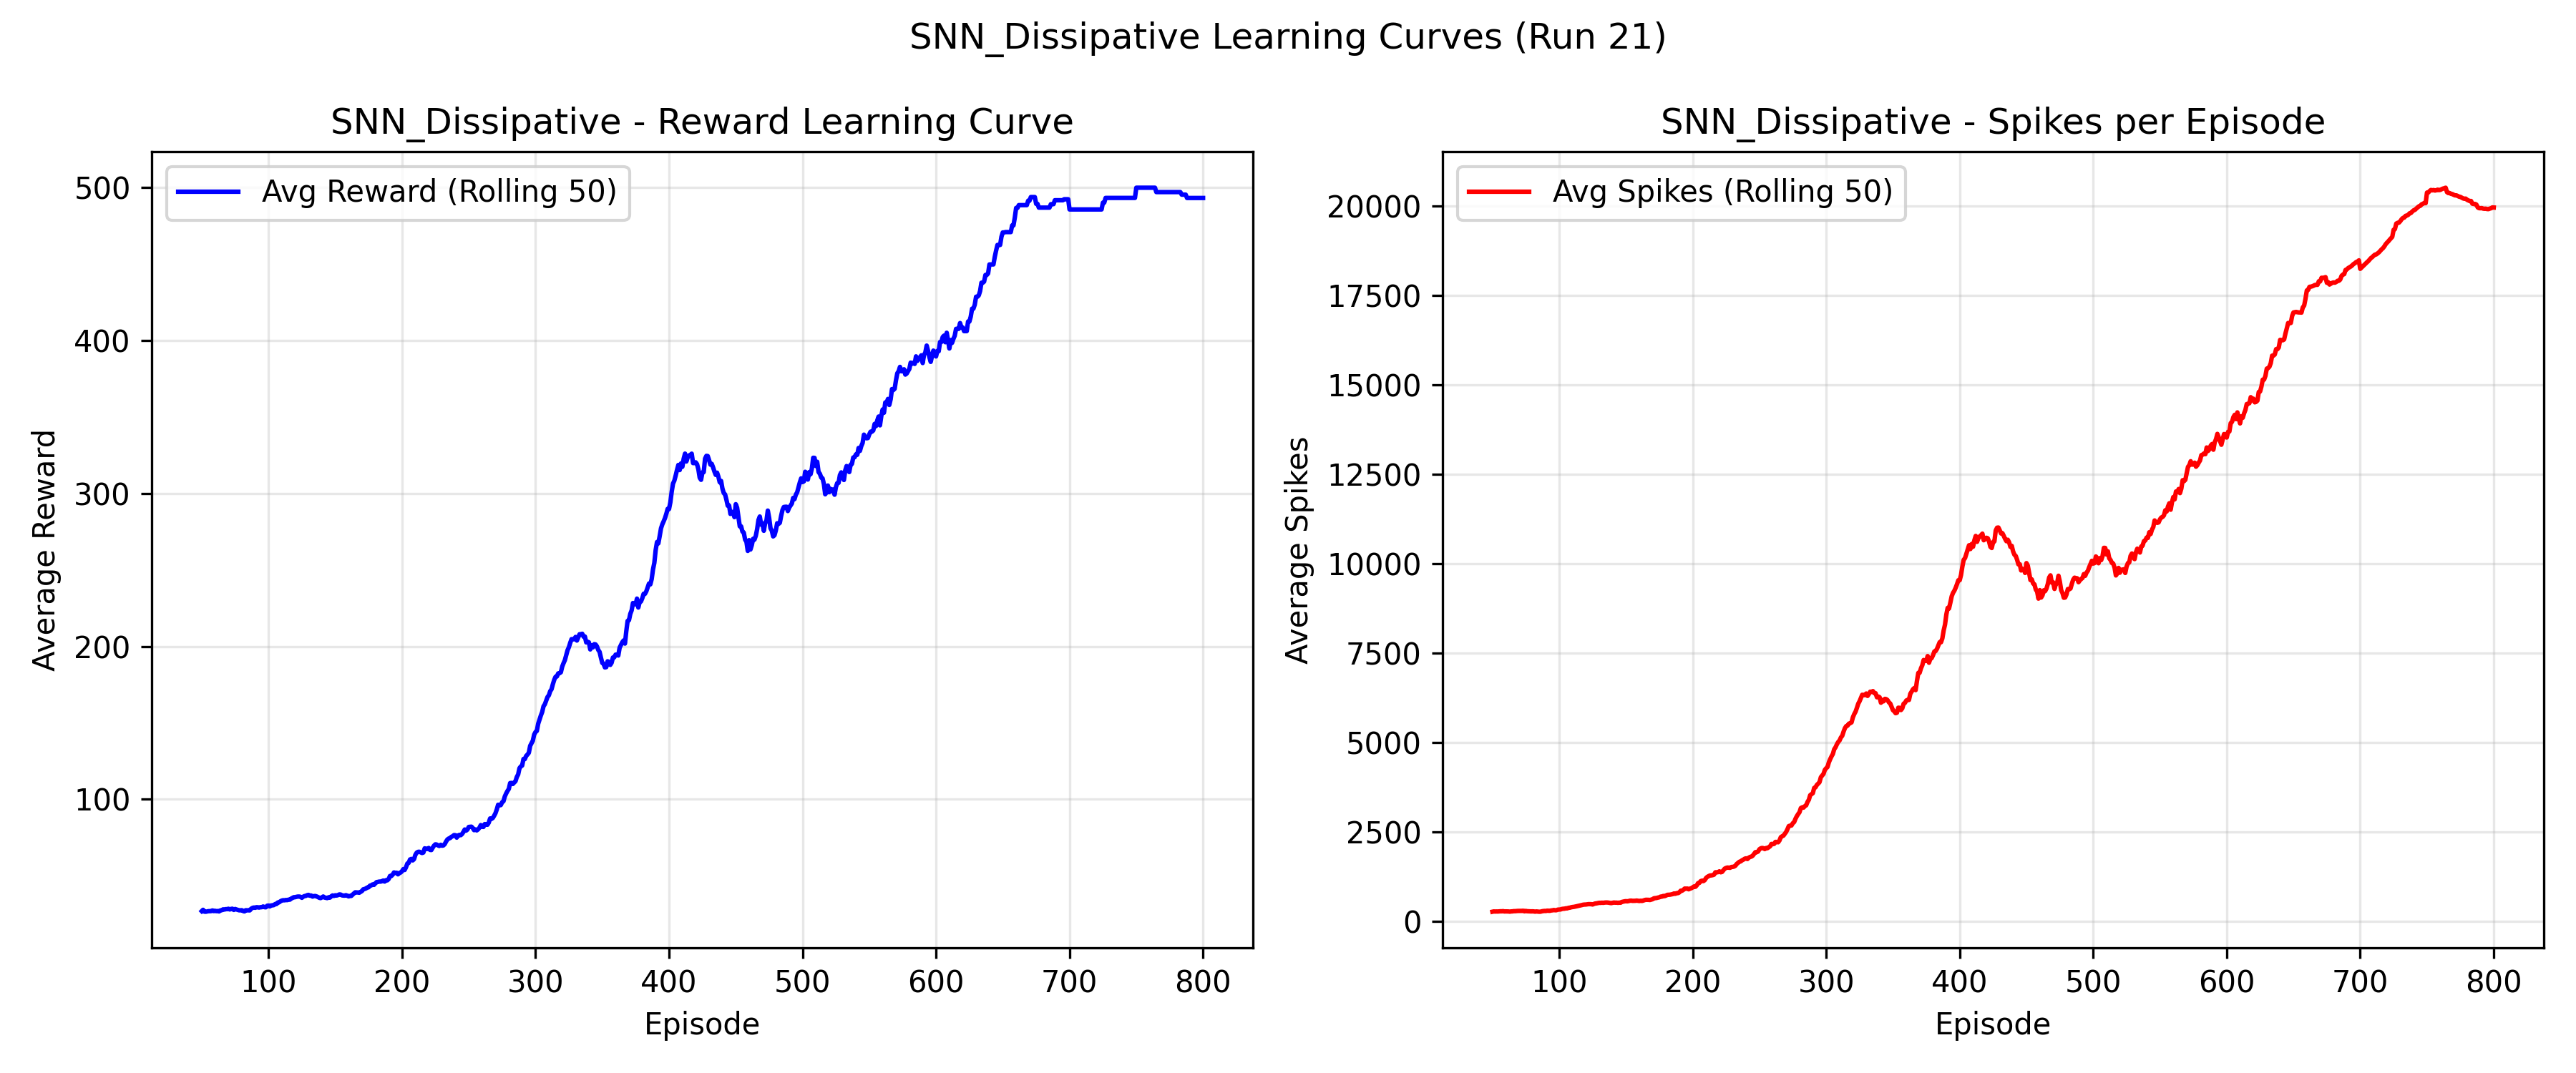 SNN_Dissipative Learning Curves (Run 21)
SNN_Dissipative - Reward Learning Curve
Avg Reward (Rolling 50)
500
400
300
200
100
Average Reward
100 200 300 400 500 600 700 800
Episode
SNN_Dissipative - Spikes per Episode
Avg Spikes (Rolling 50)
20000
17500
15000
12500
10000
7500
5000
2500
0
Average Spikes
100 200 300 400 500 600 700 800
Episode